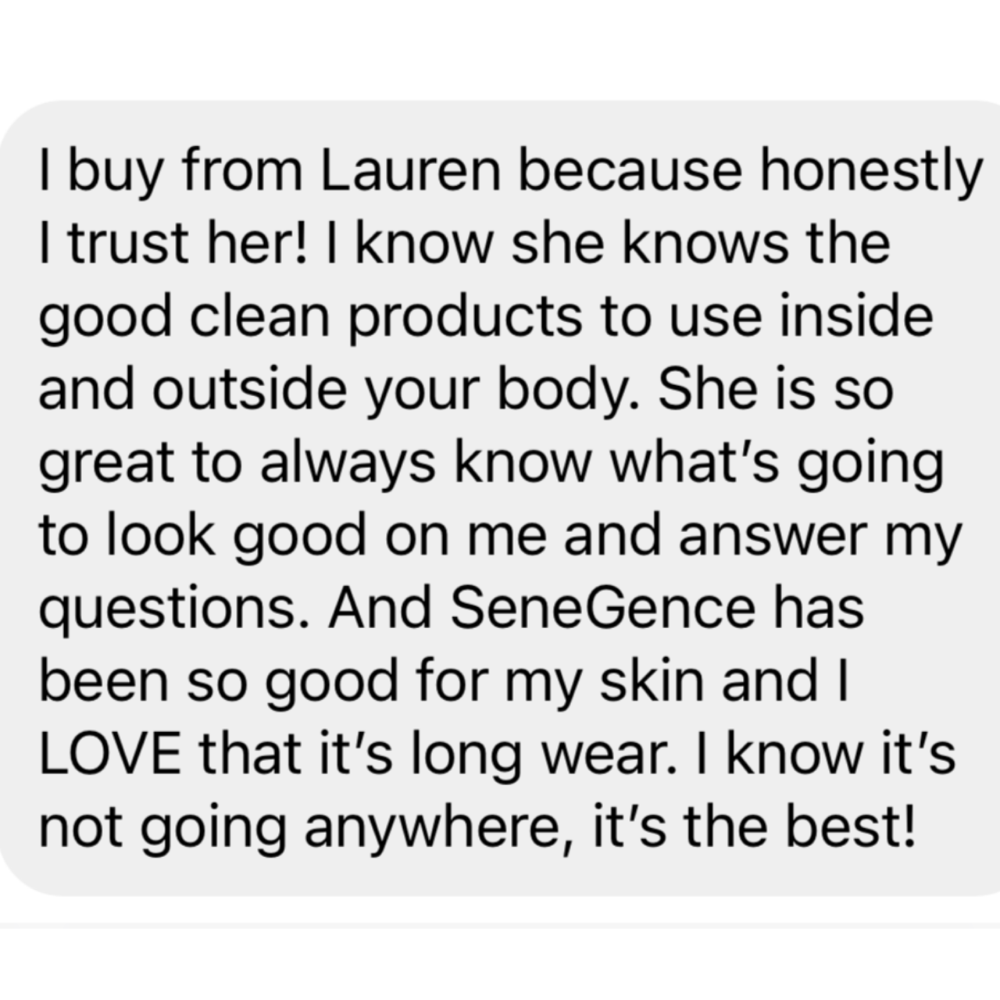 I buy from Lauren because honestly
I trust her! I know she knows the
good clean products to use inside
and outside your body. She is so
great to always know what’s going
to look good on me and answer my
questions. And SeneGence has
been so good for my skin and I
LOVE that it’s long wear. I know it’s
not going anywhere, it’s the best!